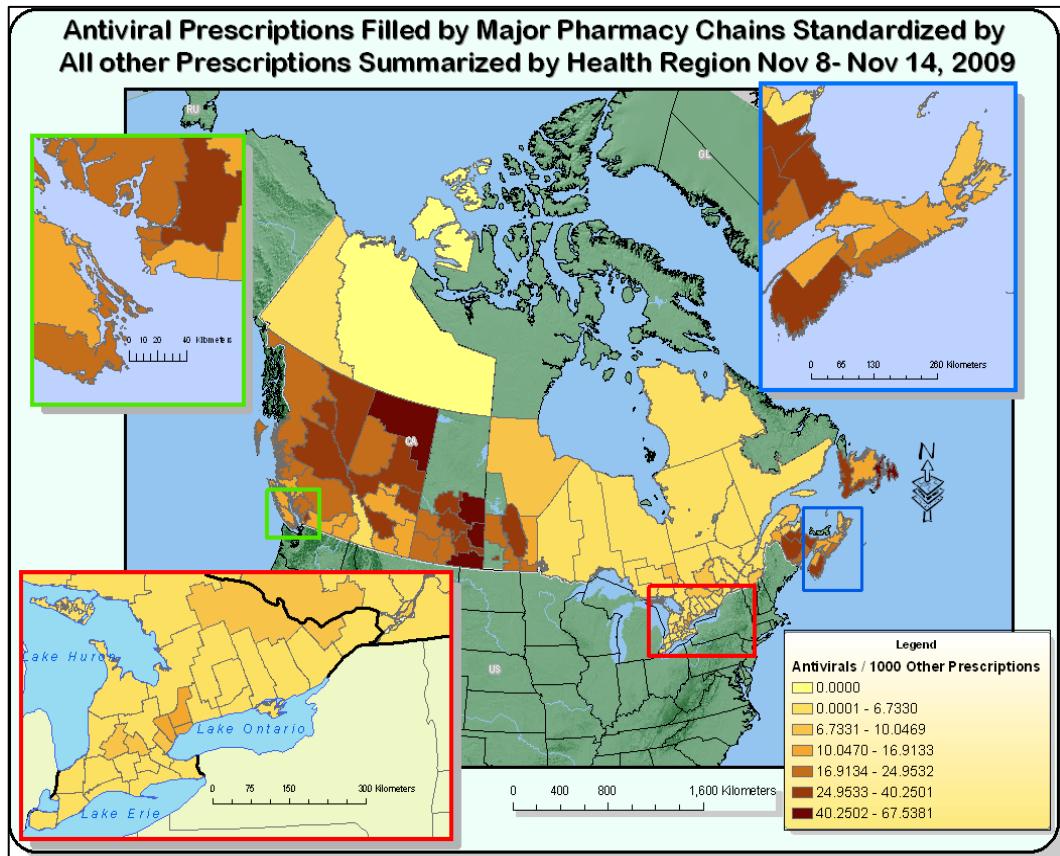 Antiviral Prescriptions Filled by Major Pharmacy Chains Standardized by
All other Prescriptions Summarized by Health Region Nov 8- Nov 14, 2009
RU
GL
0 10 20 40 Kilometers
0 65 130 260 Kilometers
CA
N
US
Lake Huron
Lake Ontario
Lake Erie
0 75 150 300 Kilometers
0 400 800 1,600 Kilometers
Legend
Antivirals / 1000 Other Prescriptions
0.0000
0.0001 - 6.7330
6.7331 - 10.0469
10.0470 - 16.9133
16.9134 - 24.9532
24.9533 - 40.2501
40.2502 - 67.5381